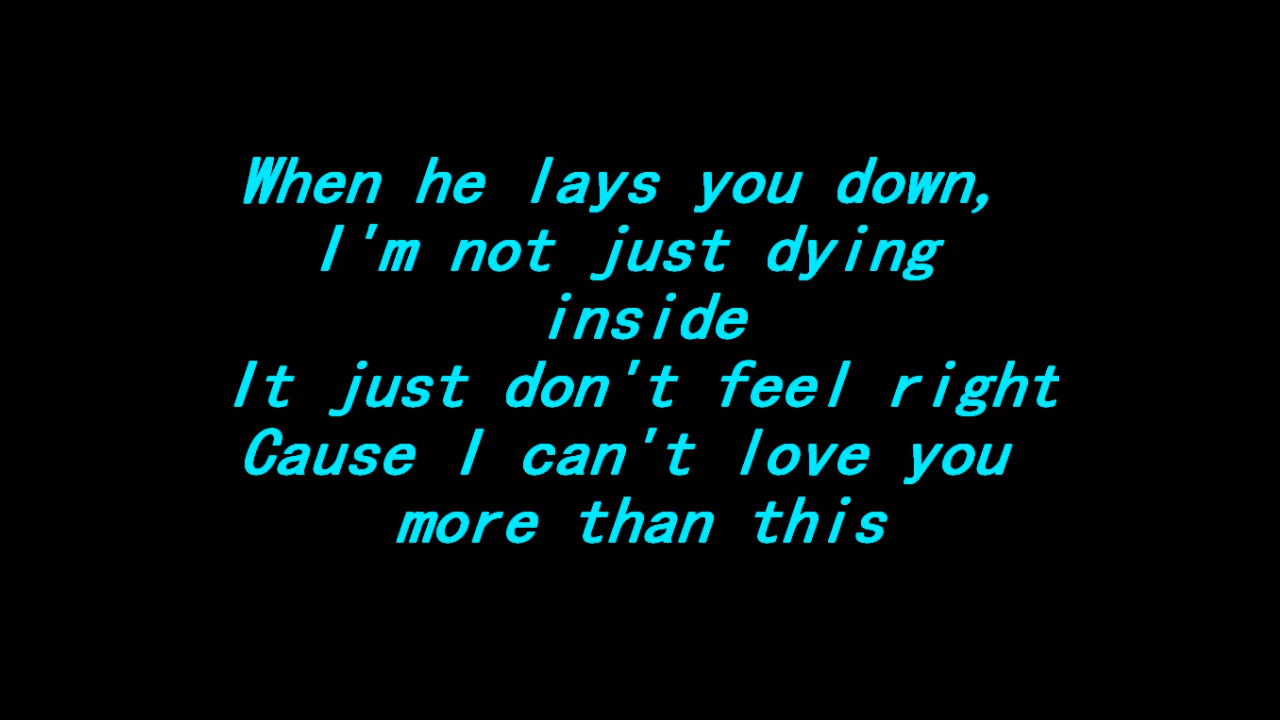 When he lays you down,
I'm not just dying
inside
It just don't feel right
Cause I can't love you
more than this